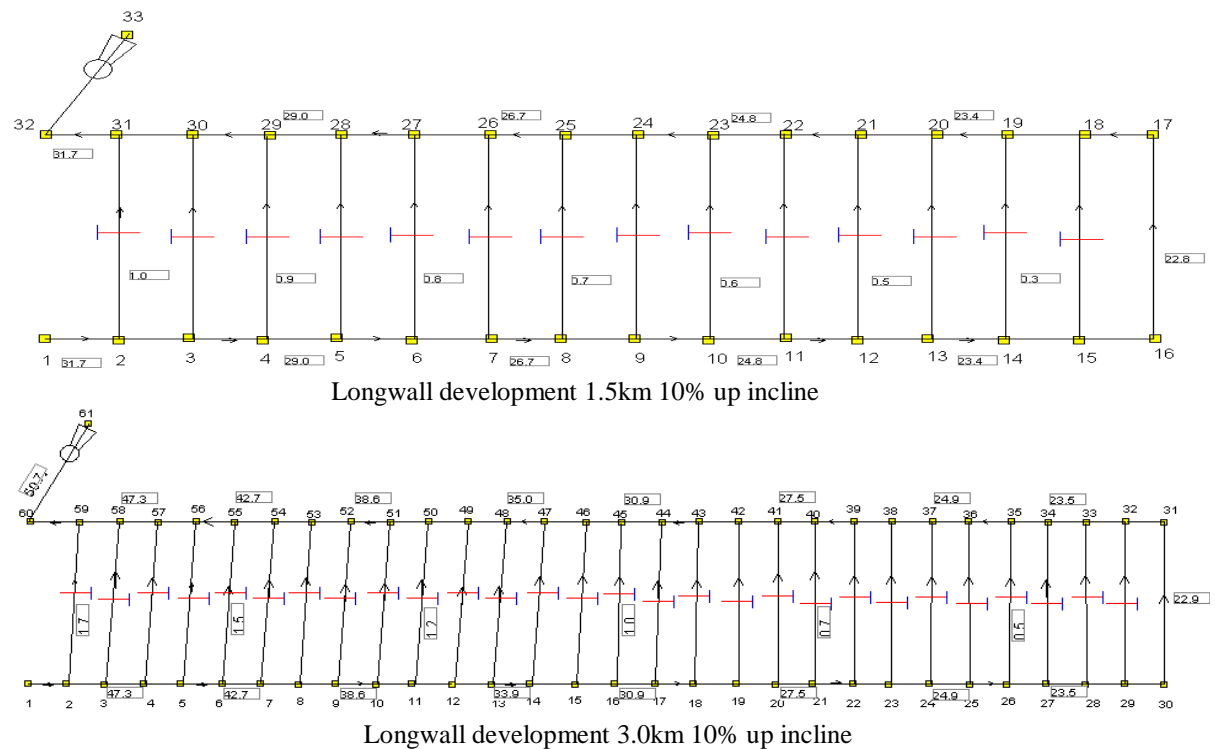 33
32 31 30 29 28 27 26 25 24 23 22 21 20 19 18 17
29.0 26.7 24.8 23.4
31.7
1.0 0.9 0.8 0.7 0.6 0.5 0.3
22.8
1 2 3 4 5 6 7 8 9 10 11 12 13 14 15 16
31.7 29.0 26.7 24.8 23.4
Longwall development 1.5km 10% up incline
61
50.7
47.3 42.7 38.6 35.0 30.9 27.5 24.9 23.5
60 59 58 57 56 55 54 53 52 51 50 49 48 47 46 45 44 43 42 41 40 39 38 37 36 35 34 33 32 31
1.7 1.5 1.2 1.0 0.7 0.5
22.9
47.3 42.7 38.6 33.9 30.9 27.5 24.9 23.5
1 2 3 4 5 6 7 8 9 10 11 12 13 14 15 16 17 18 19 20 21 22 23 24 25 26 27 28 29 30
Longwall development 3.0km 10% up incline